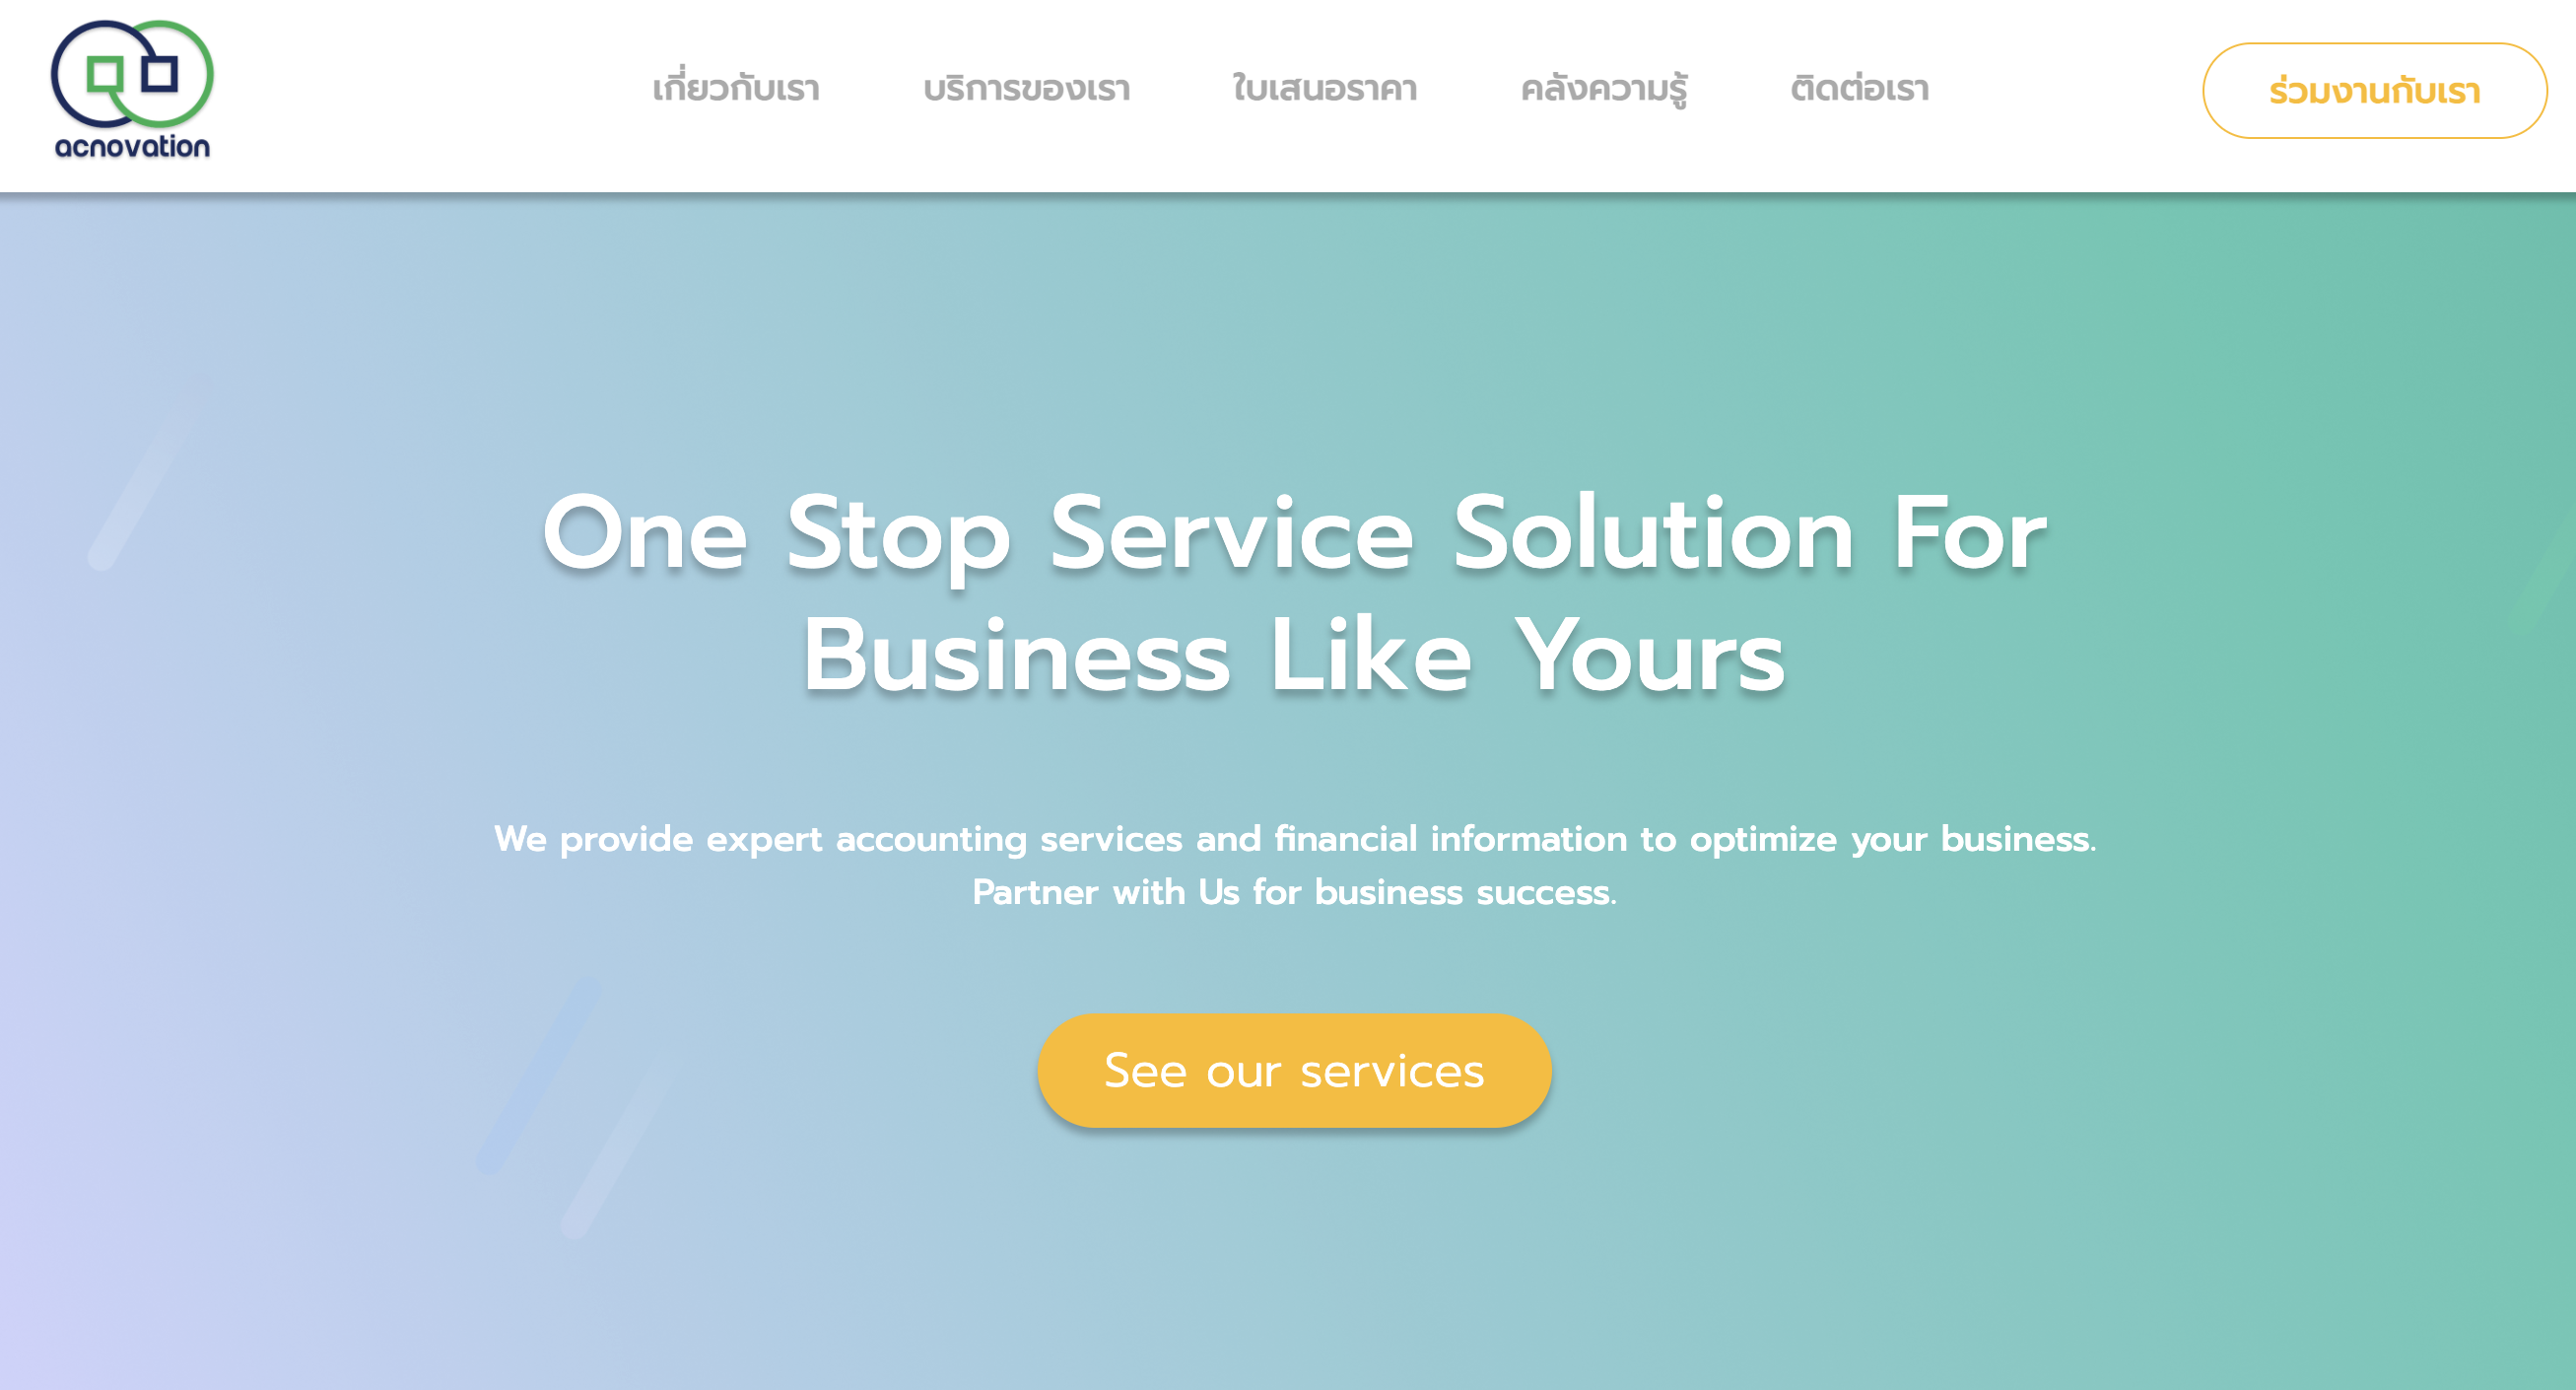 acnovation
เกี่ยวกับเรา
บริการของเรา
ใบเสนอราคา
คลังความรู้
ติดต่อเรา
ร่วมงานกับเรา
One Stop Service Solution For
Business Like Yours
We provide expert accounting services and financial information to optimize your business.
Partner with Us for business success.
See our services